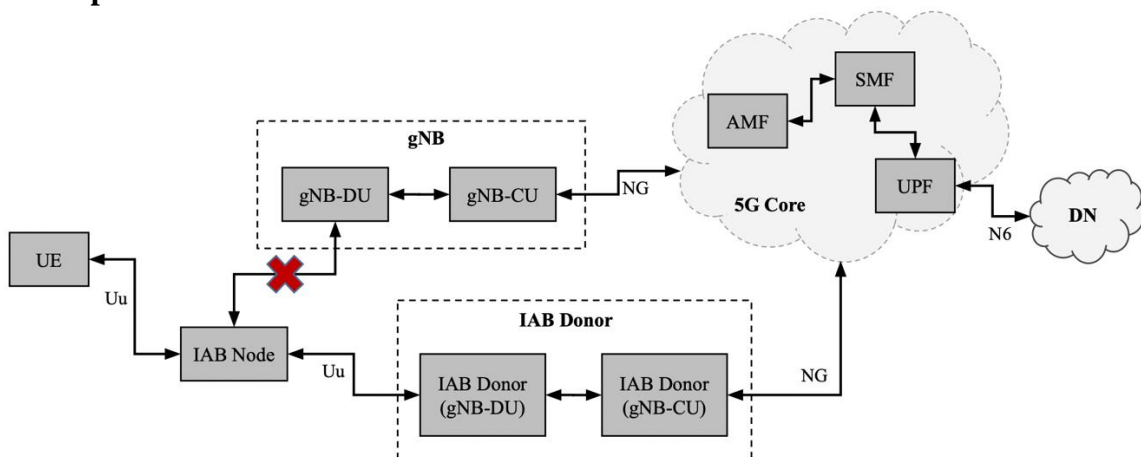 SMF
AMF
gNB
gNB-DU
gNB-CU
NG
UPF
5G Core
DN
N6
UE
Uu
IAB Donor
IAB Node
Uu
NG
IAB Donor
(gNB-DU)
IAB Donor
(gNB-CU)